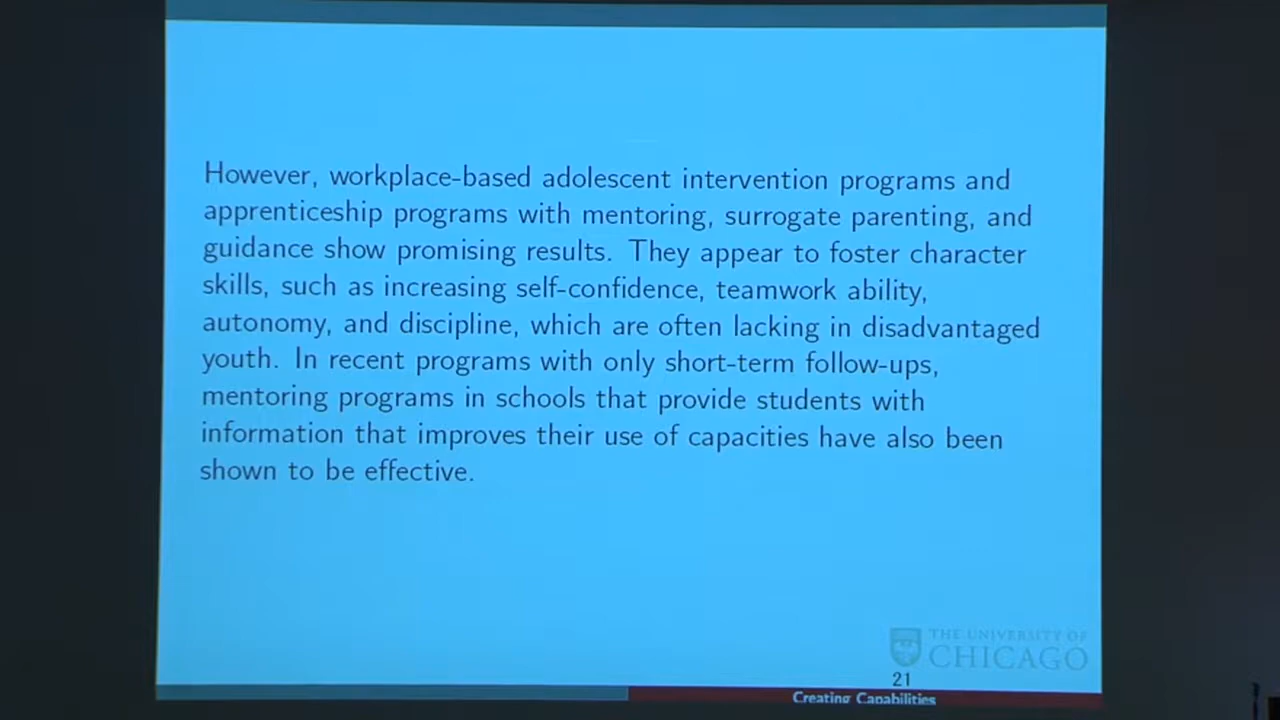 However, workplace-based adolescent intervention programs and
apprenticeship programs with mentoring, surrogate parenting, and
guidance show promising results. They appear to foster character
skills, such as increasing self-confidence, teamwork ability,
autonomy, and discipline, which are often lacking in disadvantaged
youth. In recent programs with only short-term follow-ups,
mentoring programs in schools that provide students with
information that improves their use of capacities have also been
shown to be effective.
THE UNIVERSITY OF
CHICAGO
21
Creating Capabilities